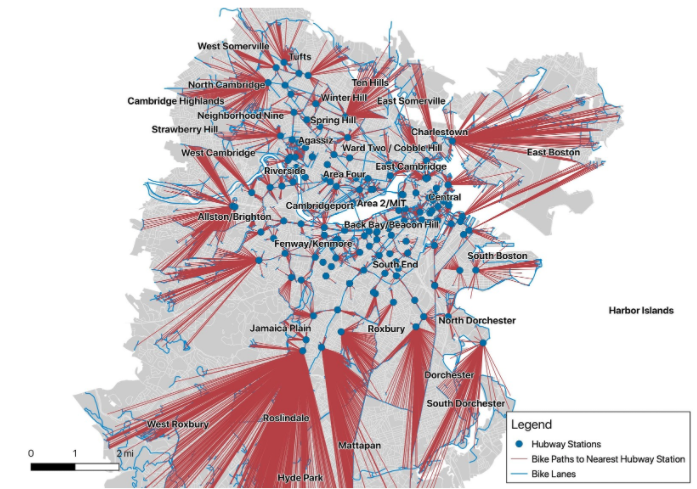 West Somerville
Tufts
Ten Hills
North Cambridge
Winter Hill
East Somerville
Cambridge Highlands
Neighborhood Nine
Spring Hill
Strawberry Hill
Charlestown
Agassiz
Ward Two / Cobble Hill
West Cambridge
East Boston
East Cambridge
Riverside
Area Four
Central
Cambridgeport
Area 2/MIT
Allston/Brighton
Back Bay/Beacon Hill
Fenway/Kenmore
South Boston
South End
Harbor Islands
North Dorchester
Jamaica Plain
Roxbury
Dorchester
South Dorchester
Roslindale
West Roxbury
Mattapan
Hyde Park
0 1 2 mi
Legend
Hubway Stations
Bike Paths to Nearest Hubway Station
Bike Lanes